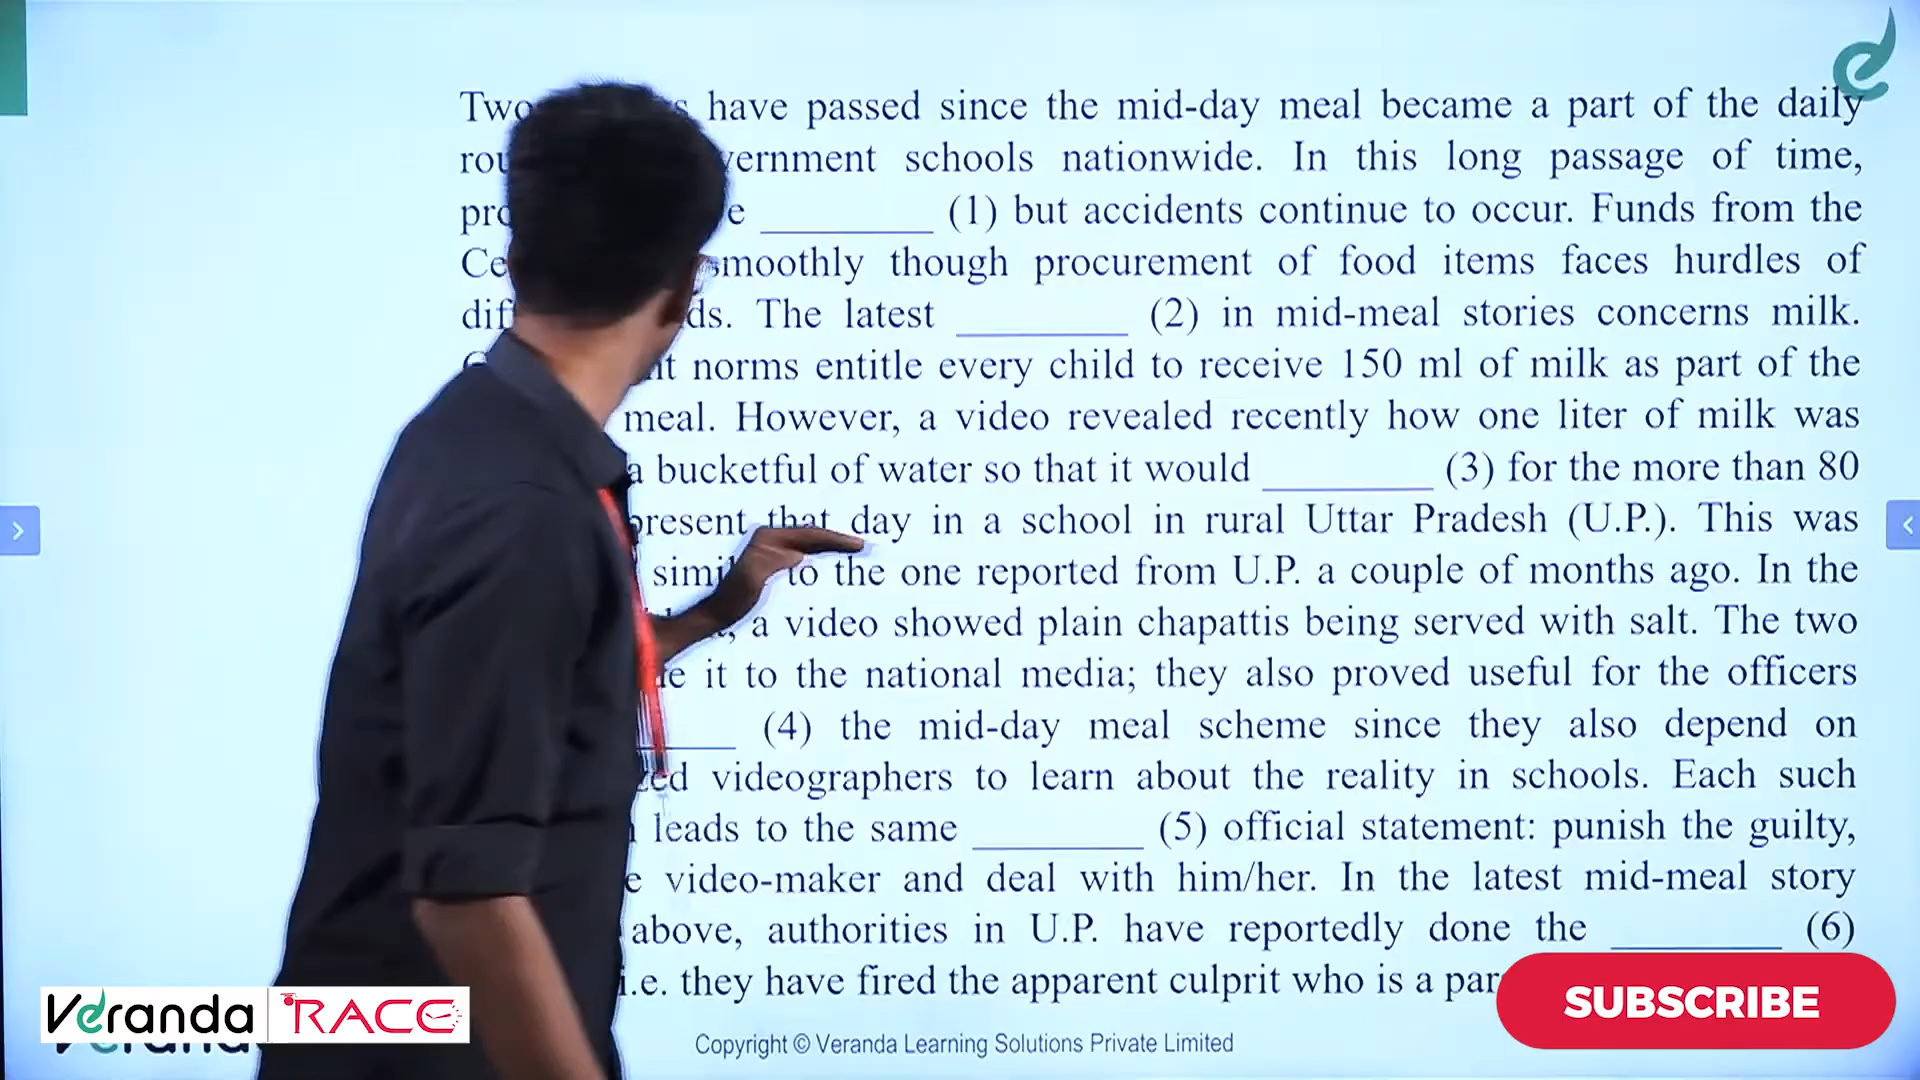 have passed since the mid-day meal became a part of the daily
schools nationwide. In this long passage of time,
_________ (1) but accidents continue to occur. Funds from the
smoothly though procurement of food items faces hurdles of
The latest _________ (2) in mid-meal stories concerns milk.
norms entitle every child to receive 150 ml of milk as part of the
meal. However, a video revealed recently how one liter of milk was
a bucketful of water so that it would _________ (3) for the more than 80
present that day in a school in rural Uttar Pradesh (U.P.). This was
similar to the one reported from U.P. a couple of months ago. In the
a video showed plain chapattis being served with salt. The two
it to the national media; they also proved useful for the officers
_________ (4) the mid-day meal scheme since they also depend on
videographers to learn about the reality in schools. Each such
leads to the same _________ (5) official statement: punish the guilty,
video-maker and deal with him/her. In the latest mid-meal story
above, authorities in U.P. have reportedly done the _________ (6)
i.e. they have fired the apparent culprit who is a
SUBSCRIBE
Veranda RACE
Copyright © Veranda Learning Solutions Private Limited